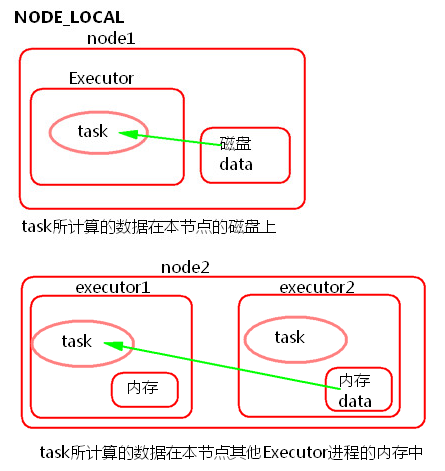 NODE_LOCAL
node1
Executor
task
磁盘
data
task所计算的数据在本节点的磁盘上
node2
executor1
executor2
task
task
内存
内存
data
task所计算的数据在本节点其他Executor进程的内存中